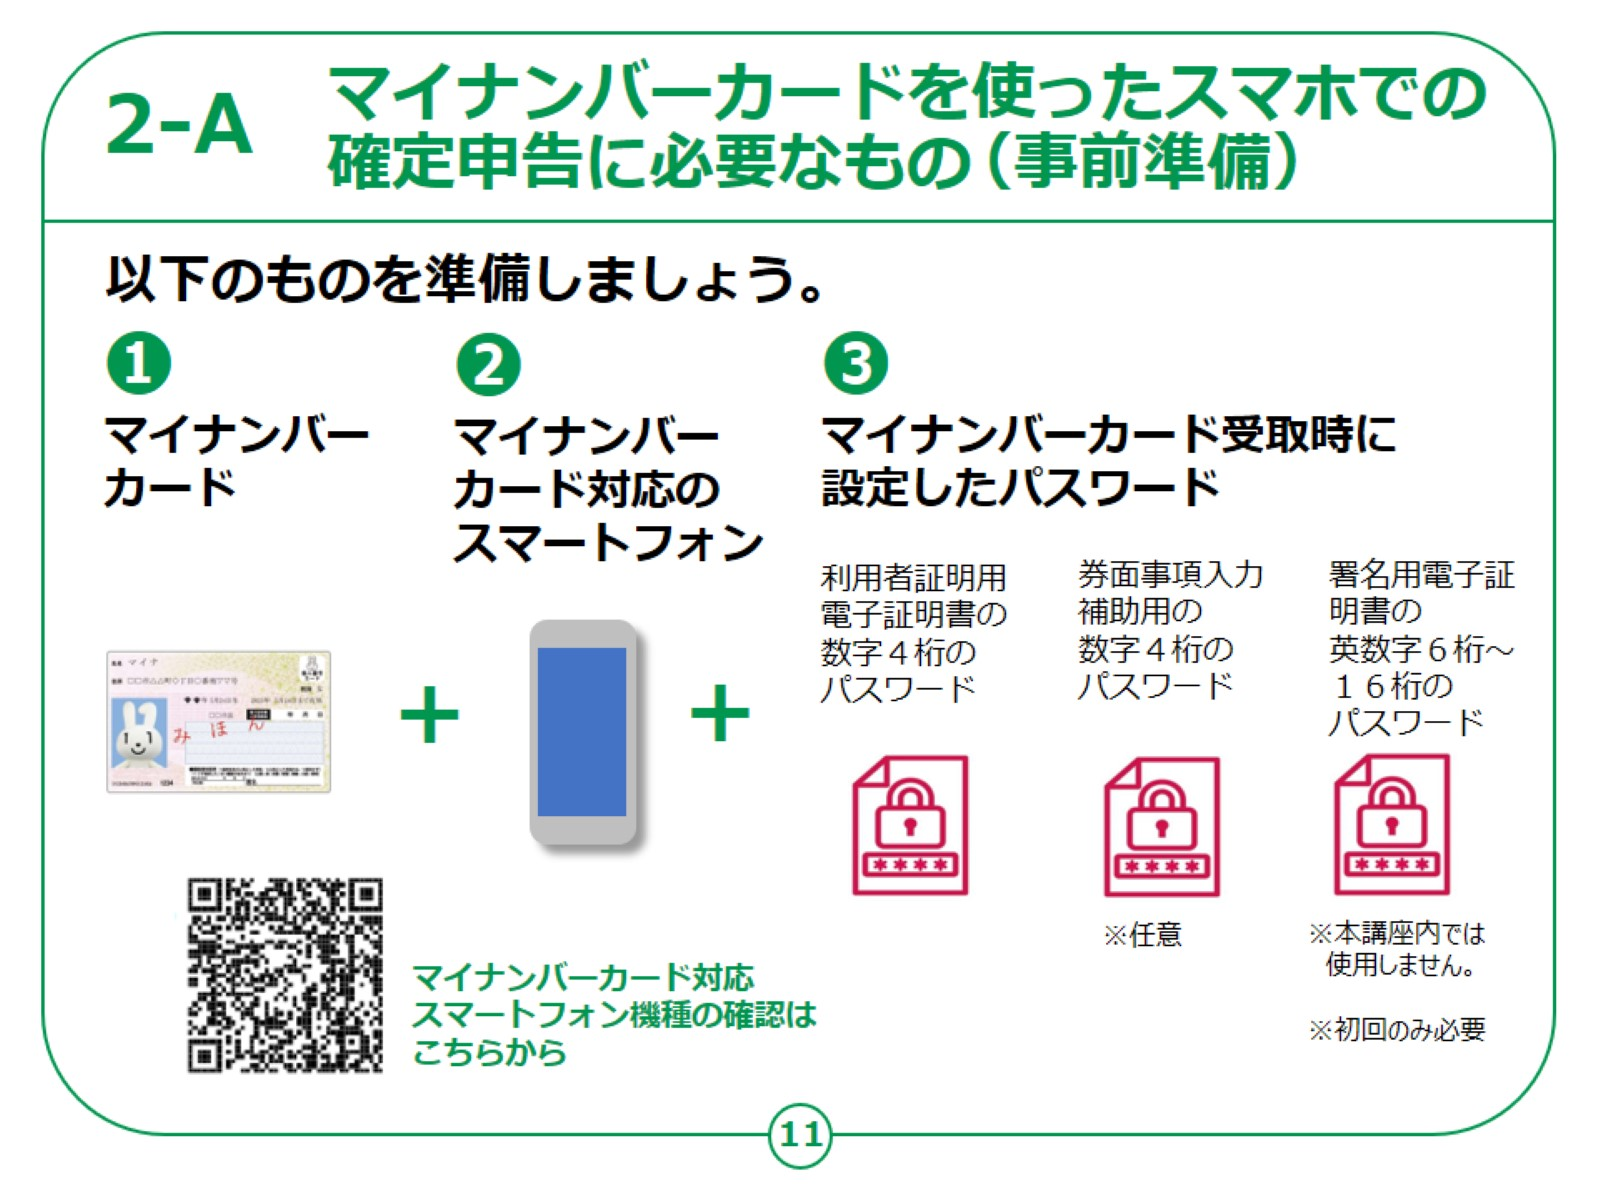 2-A
マイナンバーカードを使ったスマホでの
確定申告に必要なもの(事前準備)
以下のものを準備しましょう。
1
マイナンバー
カード
2
マイナンバー
カード対応の
スマートフォン
3
マイナンバーカード受取時に
設定したパスワード
利用者証明用
電子証明書の
数字４桁の
パスワード
券面事項入力
補助用の
数字４桁の
パスワード
署名用電子証
明書の
英数字６桁～
１６桁の
パスワード
マイナ
みほん
1234
+
+
****
****
****
※任意
※本講座内では
使用しません。
※初回のみ必要
マイナンバーカード対応
スマートフォン機種の確認は
こちらから
11